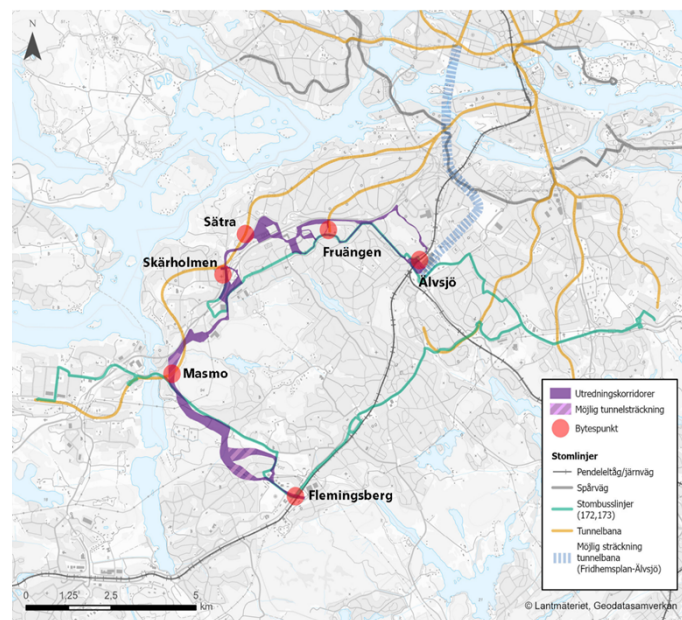 N
Sätra
Skärholmen
Fruängen
Älvsjö
Masmo
Flemingsberg
Utredningskorridorer
Möjlig tunnelsträckning
Bytespunkt
Stomlinjer
Pendeleltåg/järnväg
Spårväg
Stombusslinjer
(172,173)
Tunnelbana
Möjlig sträckning
tunnelbana
(Fridhemsplan-Älvsjö)
0 1,25 2,5 5
km
© Lantmäteriet, Geodatasamverkan